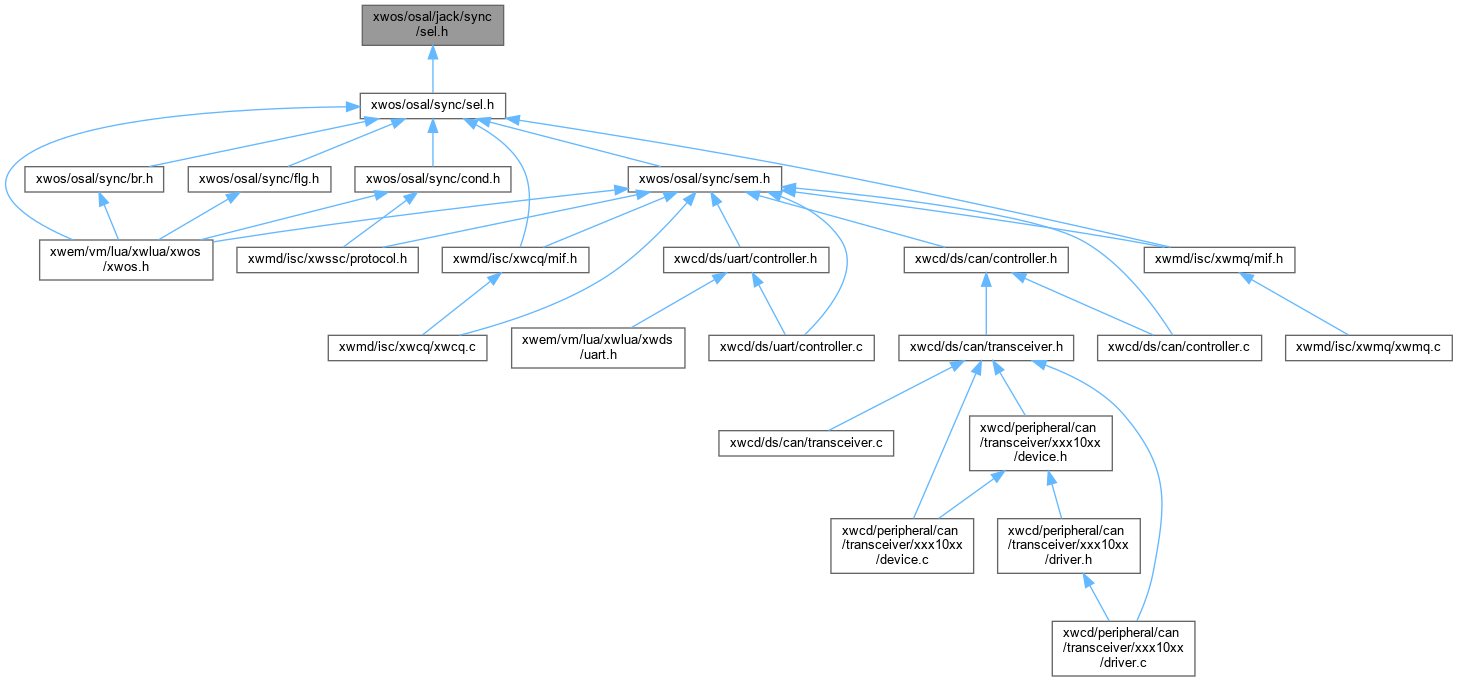 xwos/osal/jack/sync
/sel.h
xwos/osal/sync/sel.h
xwos/osal/sync/br.h
xwos/osal/sync/flg.h
xwos/osal/sync/cond.h
xwos/osal/sync/sem.h
xwem/vm/lua/xwlua/xwos
/xwos.h
xwmd/isc/xwssc/protocol.h
xwmd/isc/xwcq/mif.h
xwcd/ds/uart/controller.h
xwcd/ds/can/controller.h
xwmd/isc/xwmq/mif.h
xwmd/isc/xwcq/xwcq.c
xwem/vm/lua/xwlua/xwds
/uart.h
xwcd/ds/uart/controller.c
xwcd/ds/can/transceiver.h
xwcd/ds/can/controller.c
xwmd/isc/xwmq/xwmq.c
xwcd/ds/can/transceiver.c
xwcd/peripheral/can
/transceiver/xxx10xx
/device.h
xwcd/peripheral/can
/transceiver/xxx10xx
/device.c
xwcd/peripheral/can
/transceiver/xxx10xx
/driver.h
xwcd/peripheral/can
/transceiver/xxx10xx
/driver.c